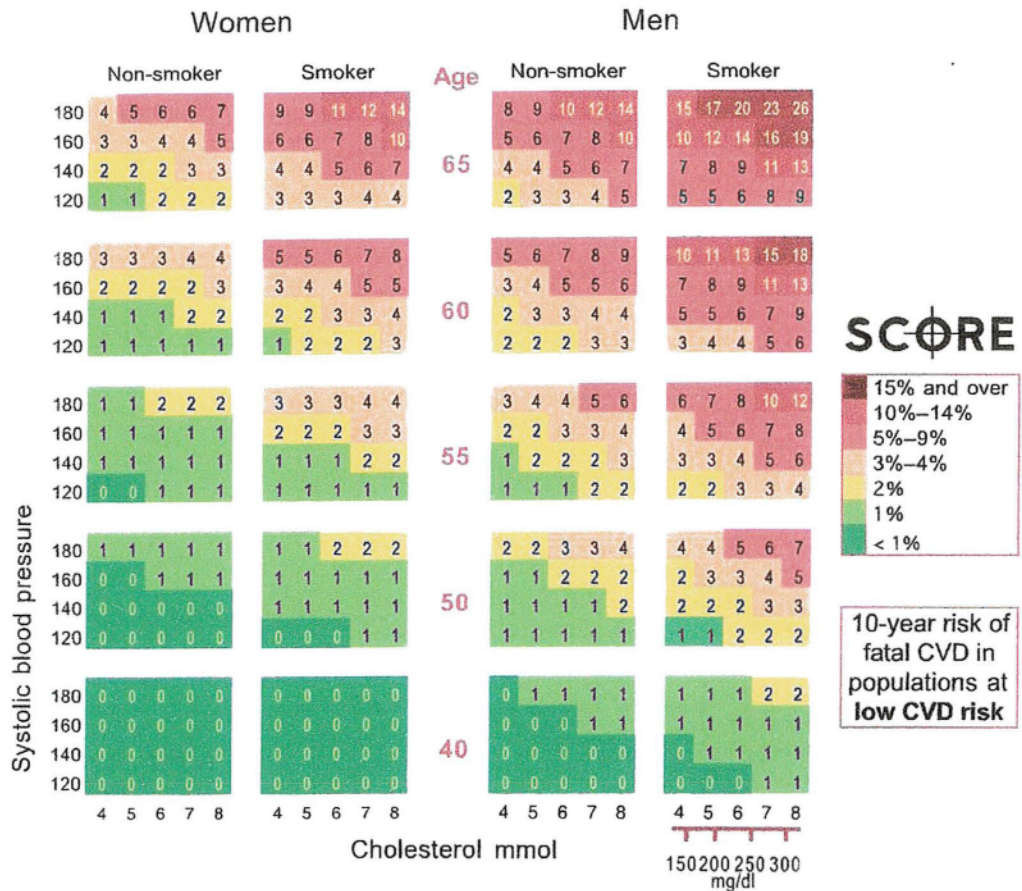 Women Men
Non-smoker Smoker Age Non-smoker Smoker
180 4 5 6 6 7 9 9 11 12 14 8 9 10 12 14 15 17 20 23 26
160 3 3 4 4 5 6 6 7 8 10 5 6 7 8 10 10 12 14 16 19
65
140 2 2 2 3 3 4 4 5 6 7 4 4 5 6 7 7 8 9 11 13
120 1 1 2 2 2 3 3 3 4 4 2 3 3 4 5 5 5 6 8 9
180 3 3 3 4 4 5 5 6 7 8 5 6 7 8 9 10 11 13 15 18
160 2 2 2 2 3 3 4 4 5 5 3 4 5 5 6 7 8 9 11 13
60
140 1 1 1 2 2 2 2 3 3 4 2 3 3 4 4 5 5 6 7 9
120 1 1 1 1 1 1 2 2 2 3 2 2 2 3 3 3 4 4 5 6
180 1 1 2 2 2 3 3 3 4 4 3 4 4 5 6 6 7 8 10 12
160 1 1 1 1 1 2 2 2 3 3 2 2 3 3 4 4 5 6 7 8
55
140 1 1 1 1 1 1 1 1 2 2 1 2 2 2 3 3 3 4 5 6
120 0 0 1 1 1 1 1 1 1 1 1 1 1 2 2 2 2 3 3 4
180 1 1 1 1 1 1 1 2 2 2 2 2 3 3 4 4 4 5 6 7
160 0 0 1 1 1 1 1 1 1 1 1 1 2 2 2 2 3 3 4 5
50
140 0 0 0 0 0 1 1 1 1 1 1 1 1 1 2 2 2 2 3 3
120 0 0 0 0 0 0 0 0 1 1 1 1 1 1 1 1 1 2 2 2
180 0 0 0 0 0 0 0 0 0 0 0 1 1 1 1 1 1 1 2 2
160 0 0 0 0 0 0 0 0 0 0 0 0 0 1 1 1 1 1 1 1
40
140 0 0 0 0 0 0 0 0 0 0 0 0 0 0 0 0 1 1 1 1
120 0 0 0 0 0 0 0 0 0 0 0 0 0 0 0 0 0 0 1 1
4 5 6 7 8 4 5 6 7 8 4 5 6 7 8 4 5 6 7 8
Systolic blood pressure
Cholesterol mmol
150 200 250 300
mg/dl
SCORE
15% and over
10%–14%
5%–9%
3%–4%
2%
1%
< 1%
10-year risk of
fatal CVD in
populations at
low CVD risk